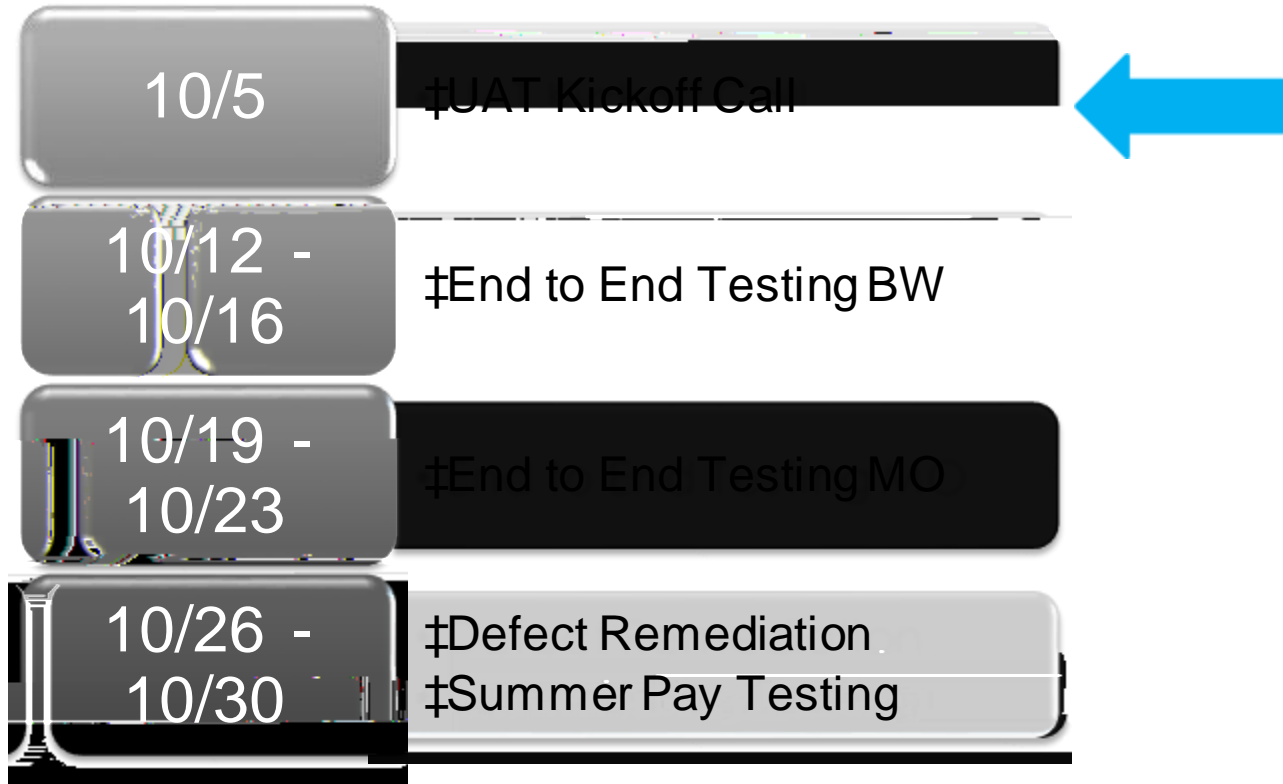 10/5
‡UAT Kickoff Call
10/12 -
10/16
‡End to End Testing BW
10/19 -
10/23
‡End to End Testing MO
10/26 -
10/30
‡Defect Remediation
‡Summer Pay Testing